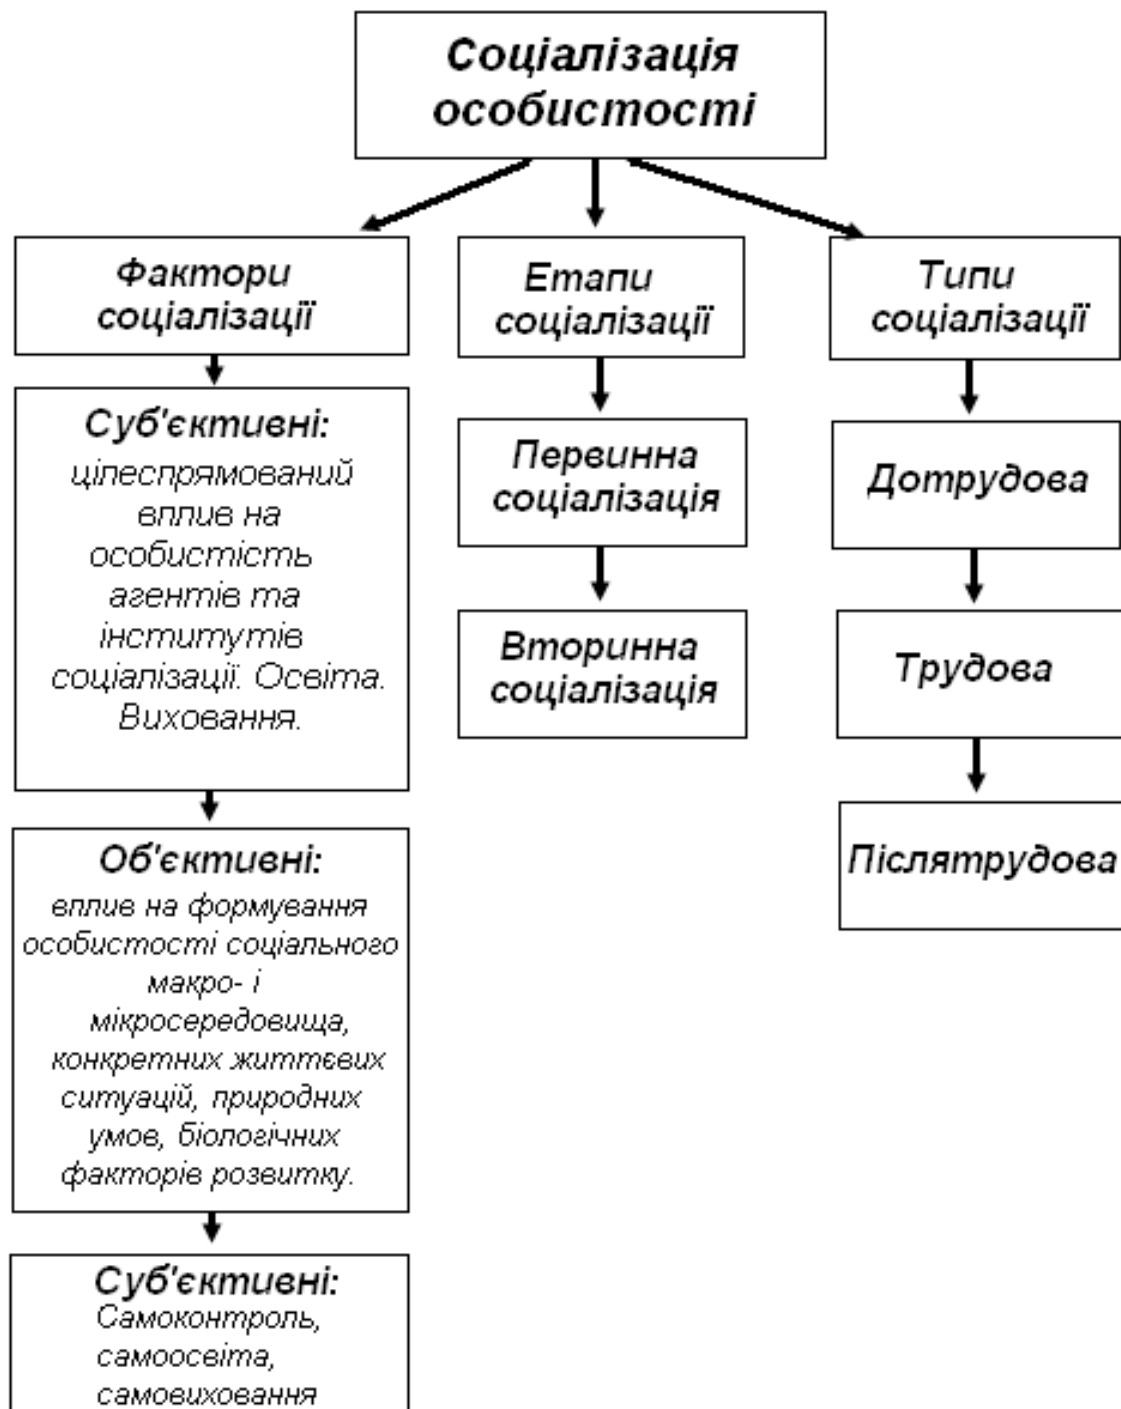 Соціалізація
особистості
Фактори
соціалізації
Суб'єктивні:
цілеспрямований
вплив на
особистість
агентів та
інститутів
соціалізації. Освіта.
Виховання.
Об'єктивні:
вплив на формування
особистості соціального
макро- і
мікросередовища,
конкретних життєвих
ситуацій, природних
умов, біологічних
факторів розвитку.
Суб'єктивні:
Самоконтроль,
самоосвіта,
самовиховання
Етапи
соціалізації
Первинна
соціалізація
Вторинна
соціалізація
Типи
соціалізації
Дотрудова
Трудова
Післятрудова